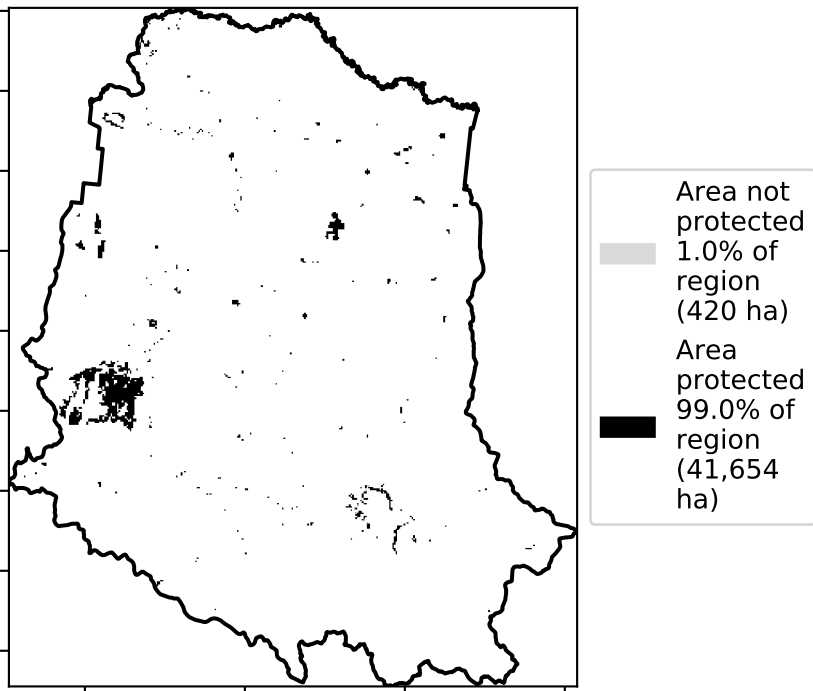 Area not
protected
1.0% of
region
(420 ha)
Area
protected
99.0% of
region
(41,654
ha)